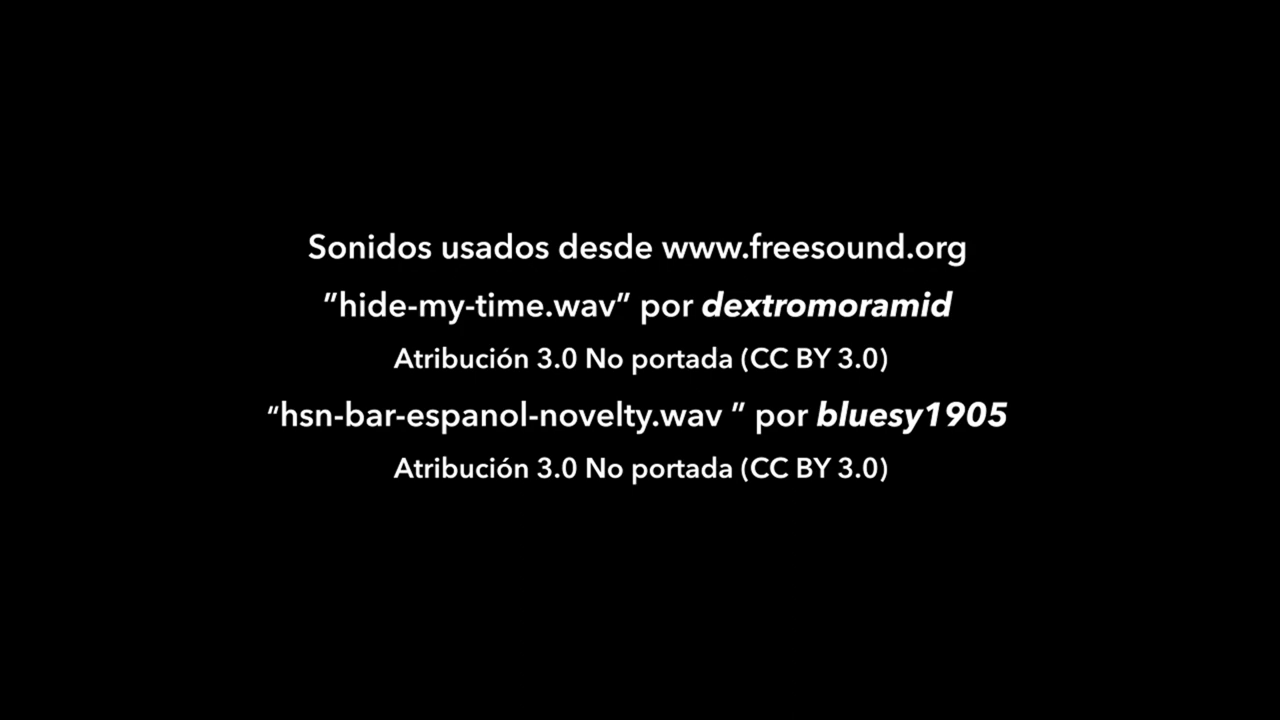 Sonidos usados desde www.freesound.org
”hide-my-time.wav” por dextromoramid
Atribución 3.0 No portada (CC BY 3.0)
“hsn-bar-espanol-novelty.wav ” por bluesy1905
Atribución 3.0 No portada (CC BY 3.0)